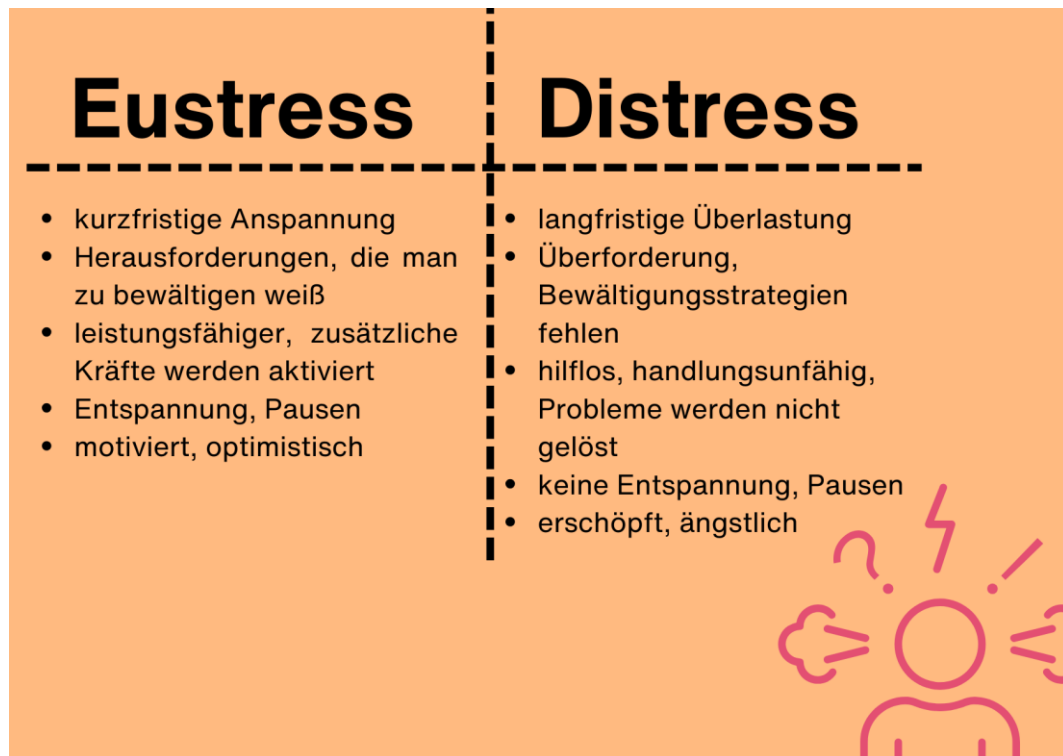 Eustress
• kurzfristige Anspannung
• Herausforderungen, die man
zu bewältigen weiß
• leistungsfähiger, zusätzliche
Kräfte werden aktiviert
• Entspannung, Pausen
• motiviert, optimistisch
Distress
• langfristige Überlastung
• Überforderung,
Bewältigungsstrategien
fehlen
• hilflos, handlungsunfähig,
Probleme werden nicht
gelöst
• keine Entspannung, Pausen
• erschöpft, ängstlich